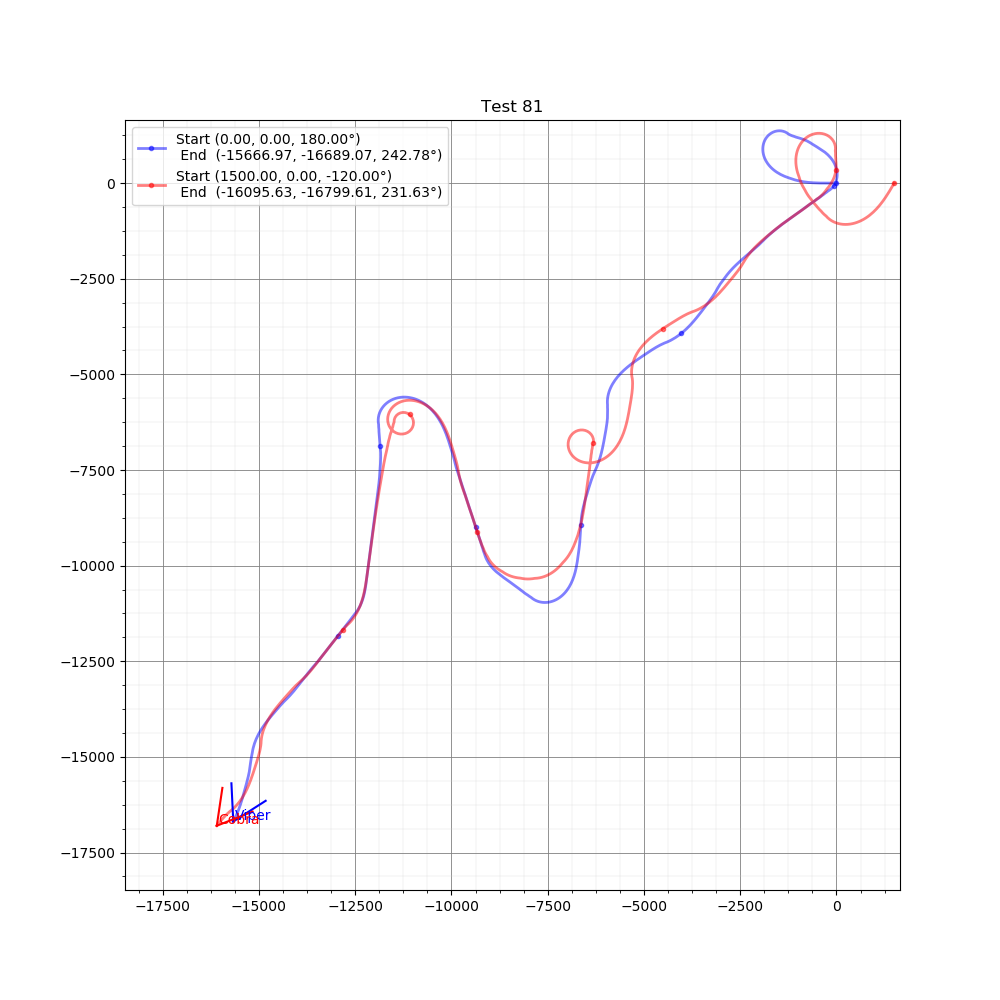 Test 81
Start (0.00, 0.00, 180.00°)
End (-15666.97, -16689.07, 242.78°)
Start (1500.00, 0.00, -120.00°)
End (-16095.63, -16799.61, 231.63°)
0
−2500
−5000
−7500
−10000
−12500
−15000
−17500
Viper
Cobra
−17500 −15000 −12500 −10000 −7500 −5000 −2500 0